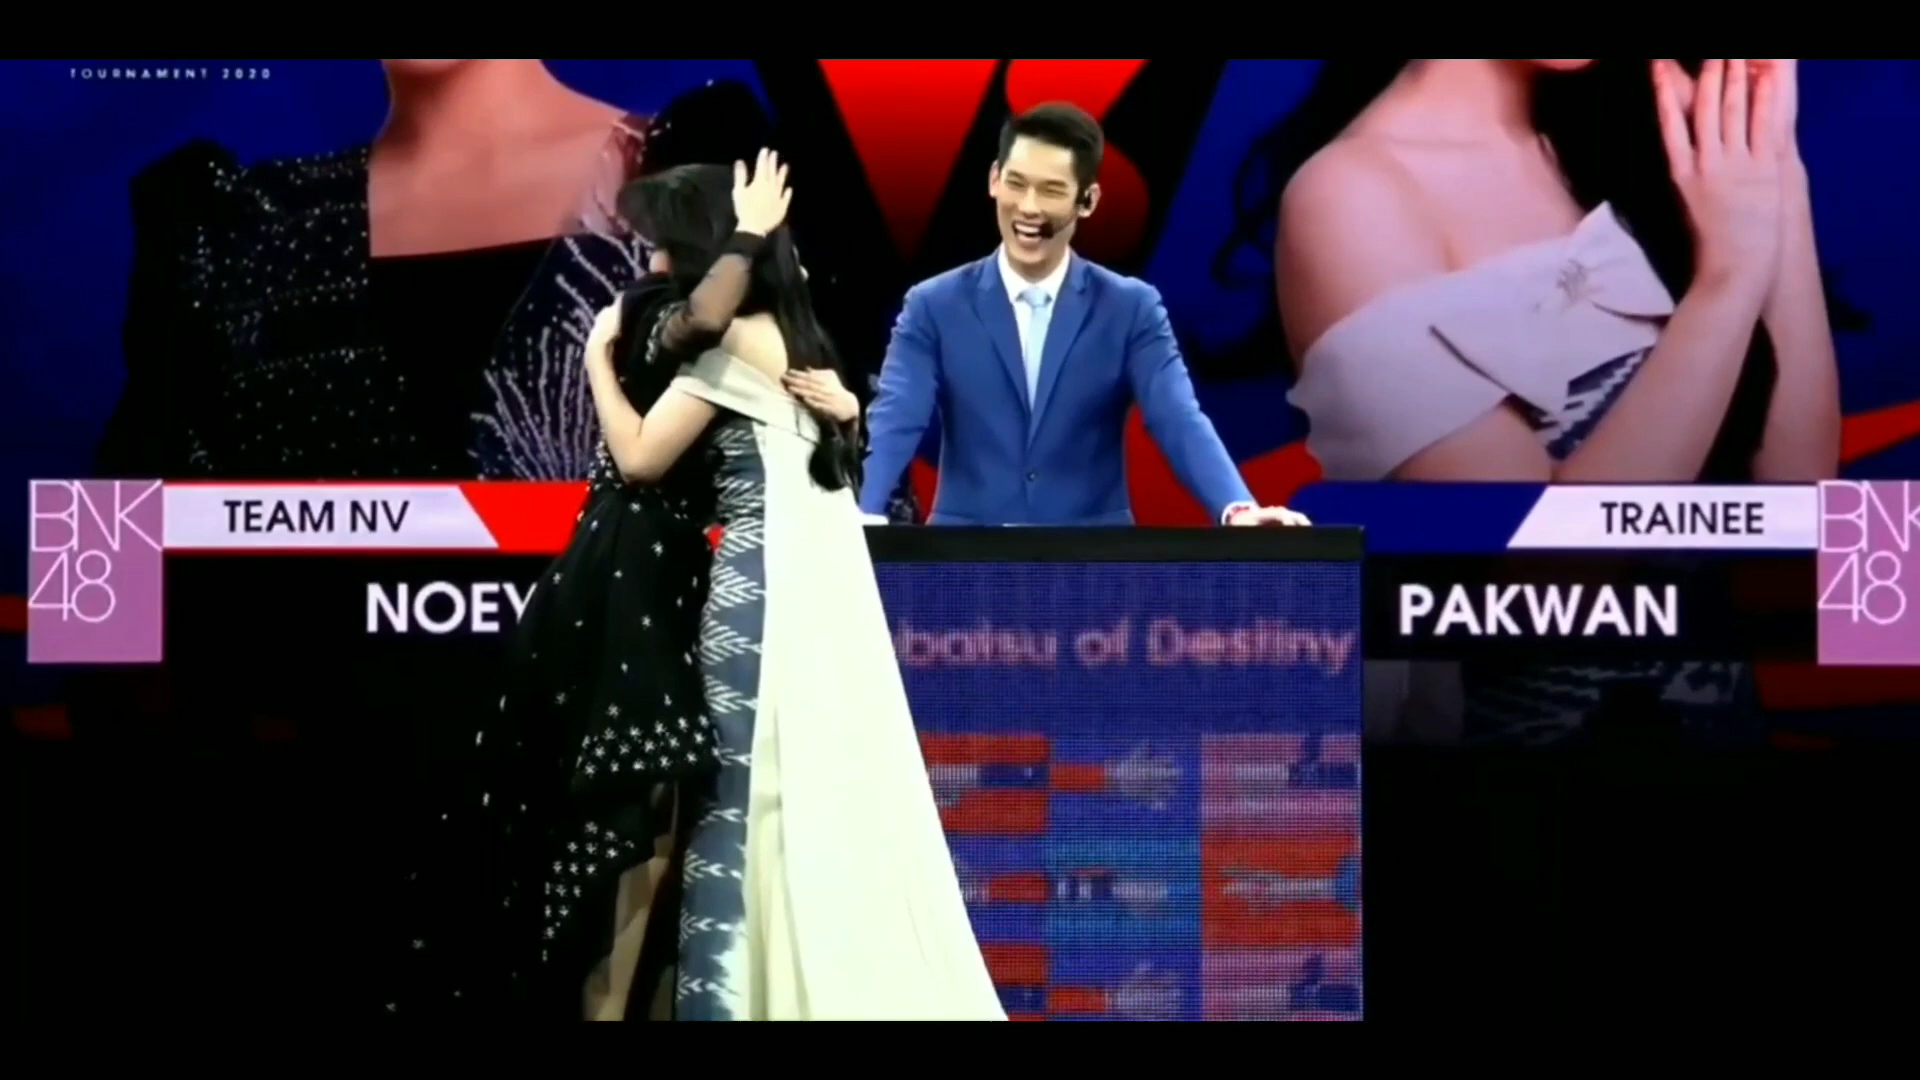 TOURNAMENT 2020
BNK
48
TEAM NV
NOEY
TRAINEE
PAKWAN
BNK
48
of Destiny